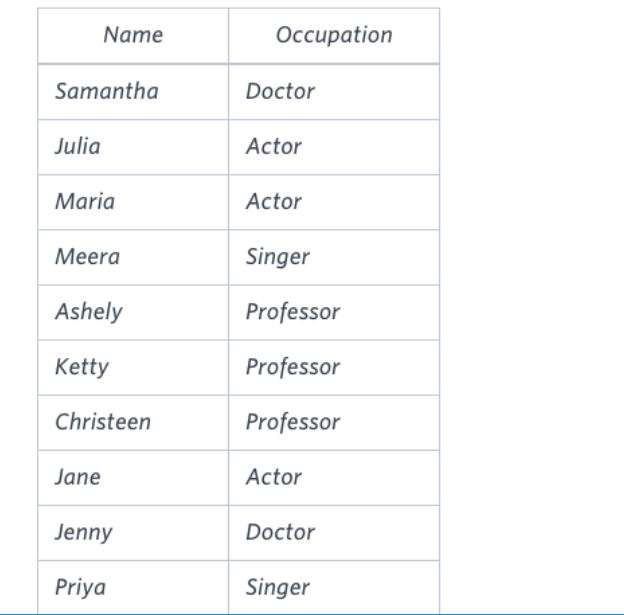 Name Occupation
Samantha Doctor
Julia Actor
Maria Actor
Meera Singer
Ashely Professor
Ketty Professor
Christeen Professor
Jane Actor
Jenny Doctor
Priya Singer